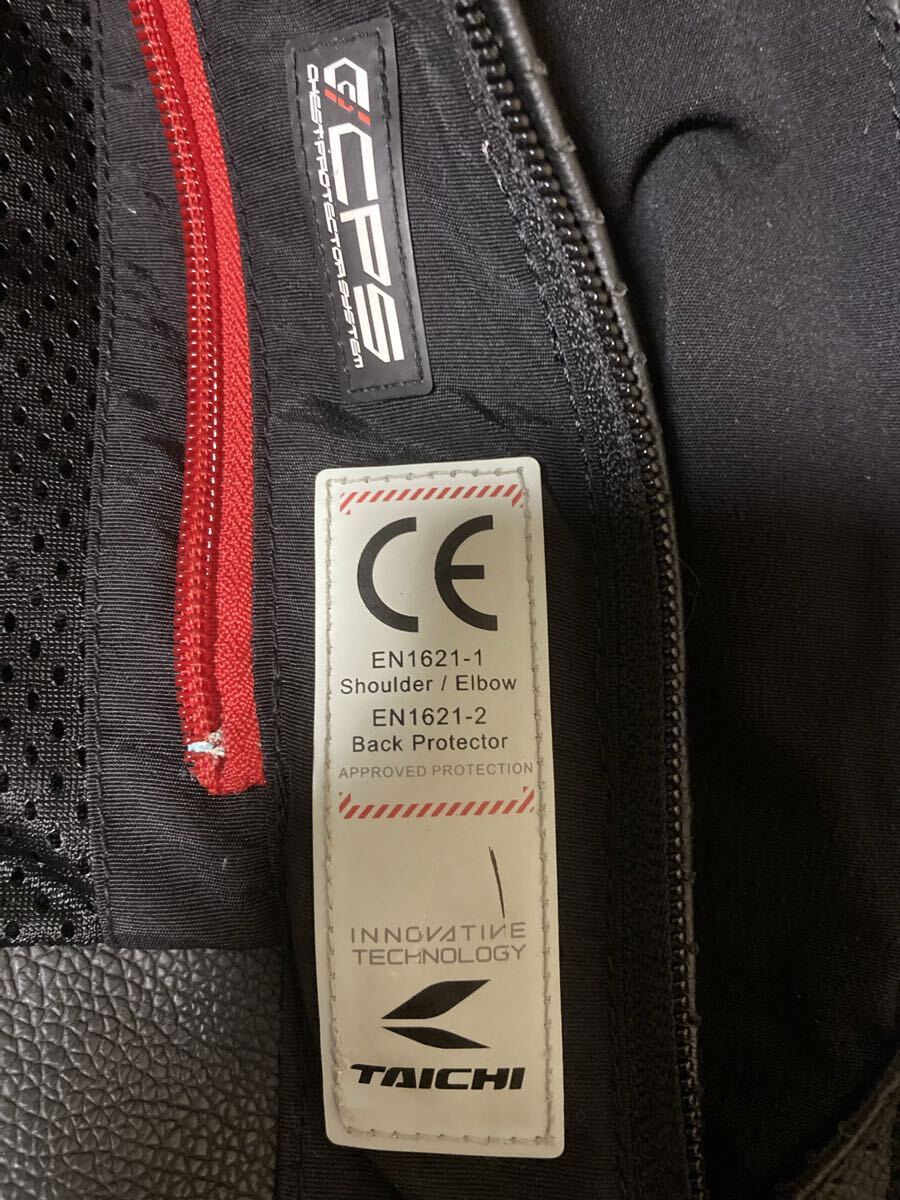 CPS
CHEST PROTECTOR SYSTEM
CE
EN1621-1
Shoulder / Elbow
EN1621-2
Back Protector
APPROVED PROTECTION
INNOVATIVE
TECHNOLOGY
TAICHI